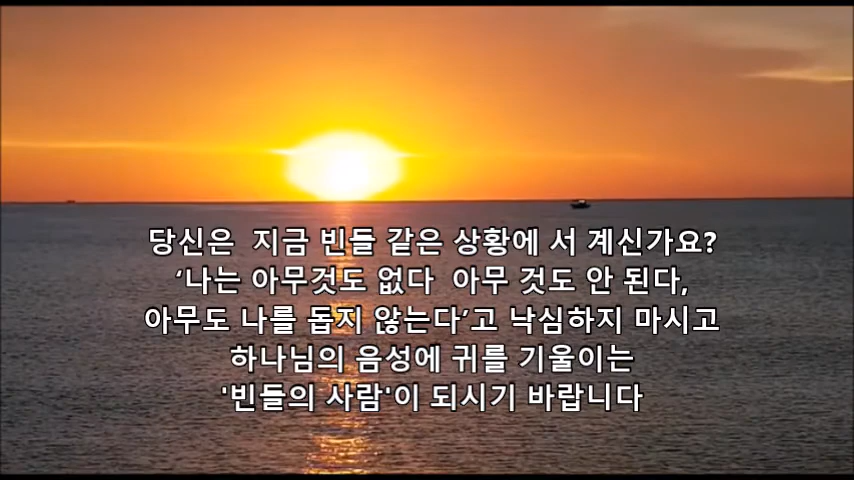 당신은  지금 빈들 같은 상황에 서 계신가요?
‘나는 아무것도 없다  아무 것도 안 된다,
아무도 나를 돕지 않는다’고 낙심하지 마시고
하나님의 음성에 귀를 기울이는
'빈들의 사람'이 되시기 바랍니다